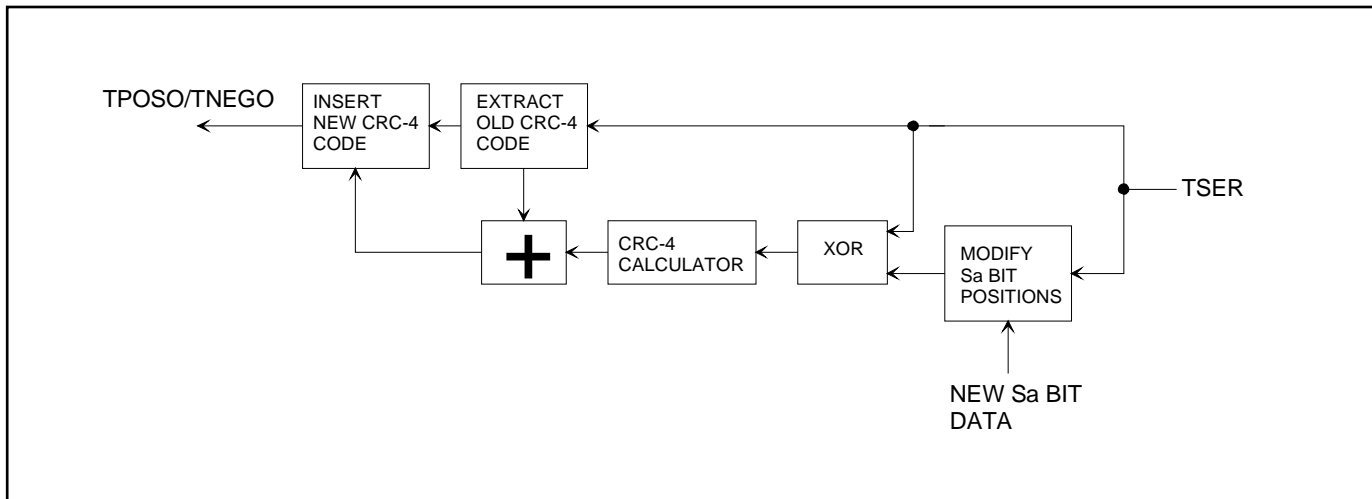 TPOSO/TNEGO
INSERT
NEW CRC-4
CODE
EXTRACT
OLD CRC-4
CODE
TSER
+
CRC-4
CALCULATOR
XOR
MODIFY
Sa BIT
POSITIONS
NEW Sa BIT
DATA